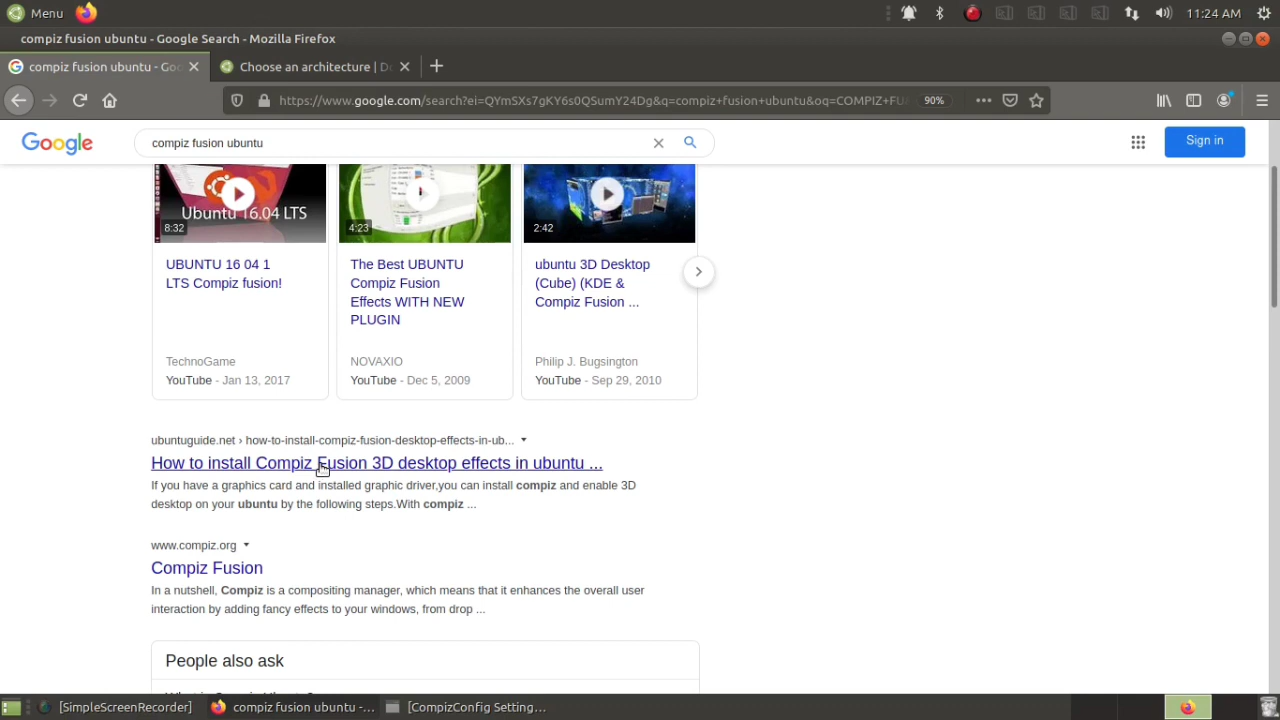 Menu
11:24 AM
compiz fusion ubuntu - Google Search - Mozilla Firefox
compiz fusion ubuntu - Goo
Choose an architecture | D
https://www.google.com/search?ei=QYmSXs7gKY6s0QSumY24Dg&q=compiz+fusion+ubuntu&oq=COMPIZ+FU
90%
Google
compiz fusion ubuntu
Sign in
Ubuntu 16.04 LTS
8:32
4:23
2:42
UBUNTU 16 04 1
LTS Compiz fusion!
TechnoGame
YouTube - Jan 13, 2017
The Best UBUNTU
Compiz Fusion
Effects WITH NEW
PLUGIN
NOVAXIO
YouTube - Dec 5, 2009
ubuntu 3D Desktop
(Cube) (KDE &
Compiz Fusion ...
Philip J. Bugsington
YouTube - Sep 29, 2010
ubuntuguide.net › how-to-install-compiz-fusion-desktop-effects-in-ub...
How to install Compiz Fusion 3D desktop effects in ubuntu ...
If you have a graphics card and installed graphic driver,you can install compiz and enable 3D
desktop on your ubuntu by the following steps.With compiz ...
www.compiz.org
Compiz Fusion
In a nutshell, Compiz is a compositing manager, which means that it enhances the overall user
interaction by adding fancy effects to your windows, from drop ...
People also ask
[SimpleScreenRecorder]
compiz fusion ubuntu -...
[CompizConfig Setting...